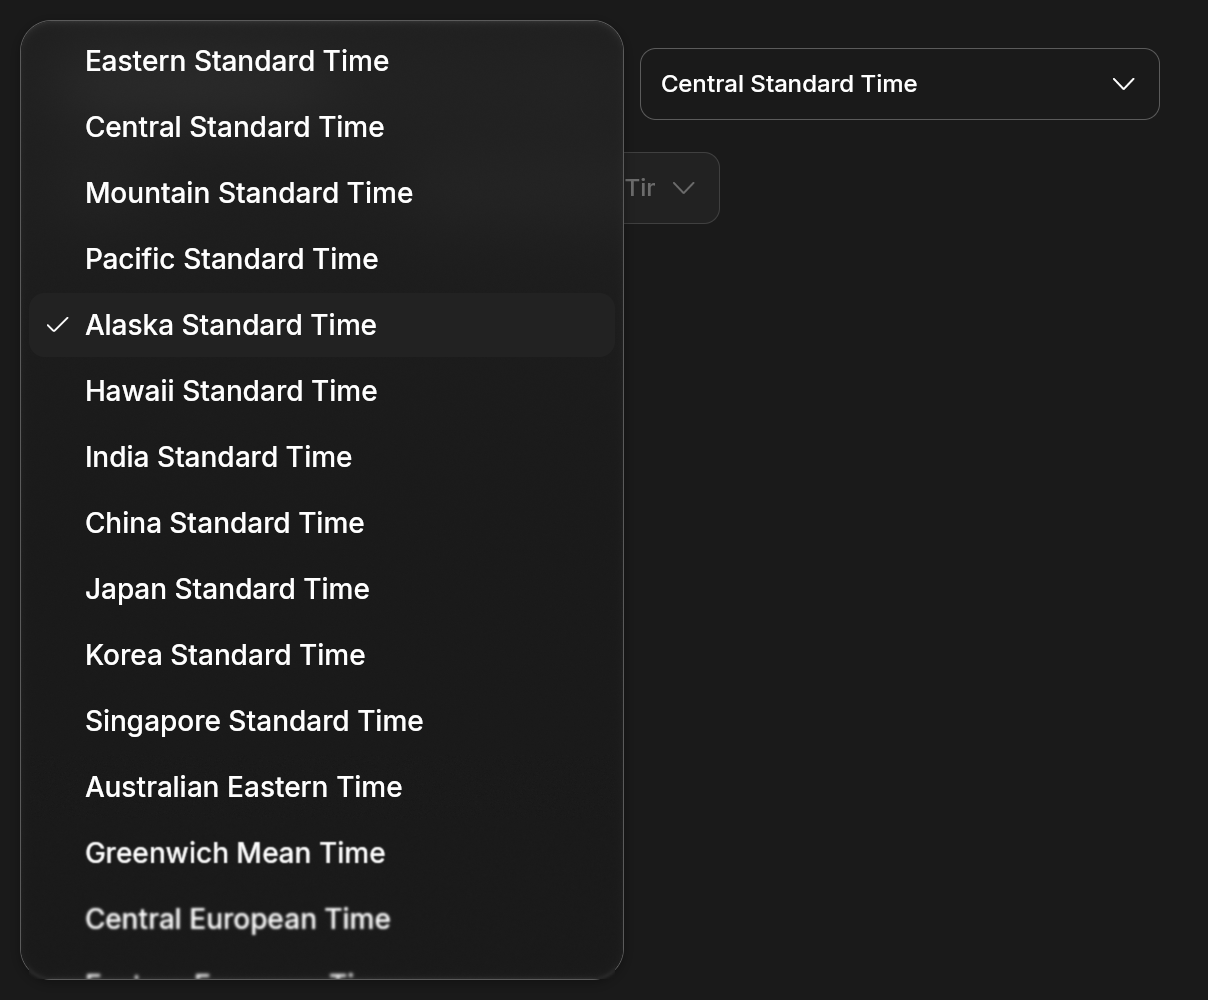 Eastern Standard Time
Central Standard Time
Mountain Standard Time
Pacific Standard Time
Alaska Standard Time
Hawaii Standard Time
India Standard Time
China Standard Time
Japan Standard Time
Korea Standard Time
Singapore Standard Time
Australian Eastern Time
Greenwich Mean Time
Central European Time
Central Standard Time
Tir